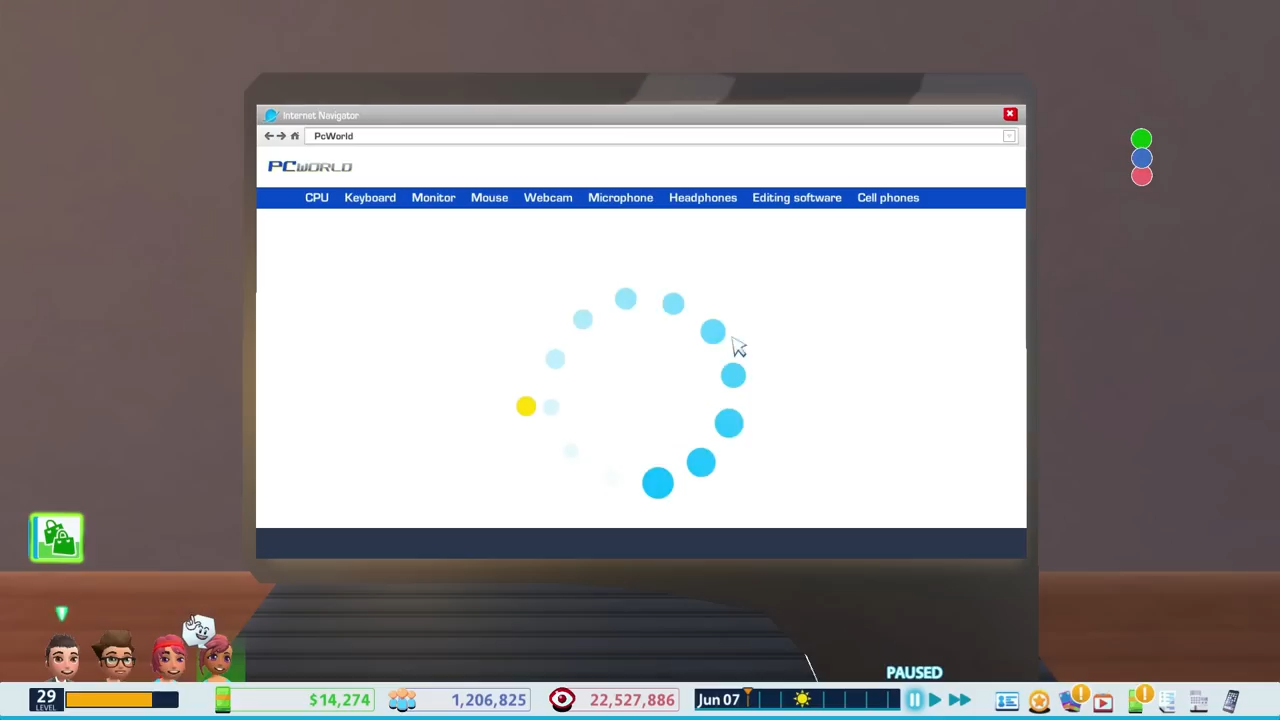 Internet Navigator
PcWorld
PCWORLD
CPU Keyboard Monitor Mouse Webcam Microphone Headphones Editing software Cell phones
PAUSED
29 LEVEL $14,274 1,206,825 22,527,886 Jun 07